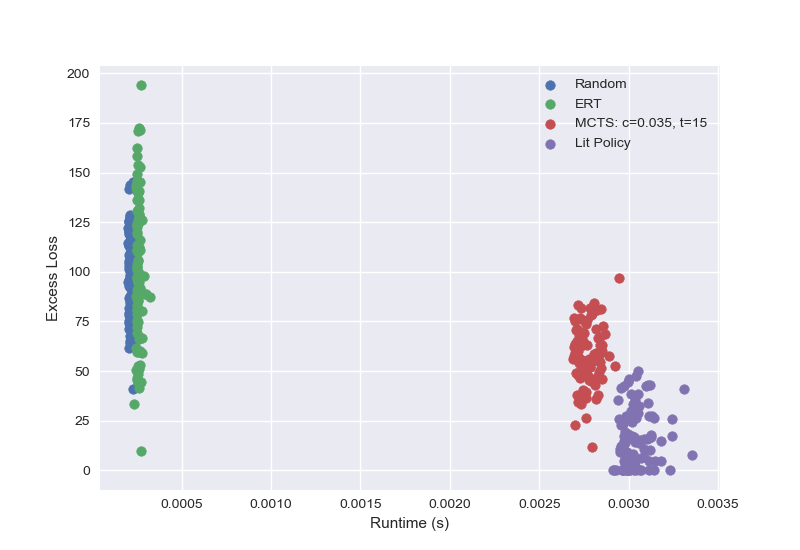 200
175
150
125
100
75
50
25
0
Excess Loss
Random
ERT
MCTS: c=0.035, t=15
Lit Policy
0.0005
0.0010
0.0015
0.0020
0.0025
0.0030
0.0035
Runtime (s)